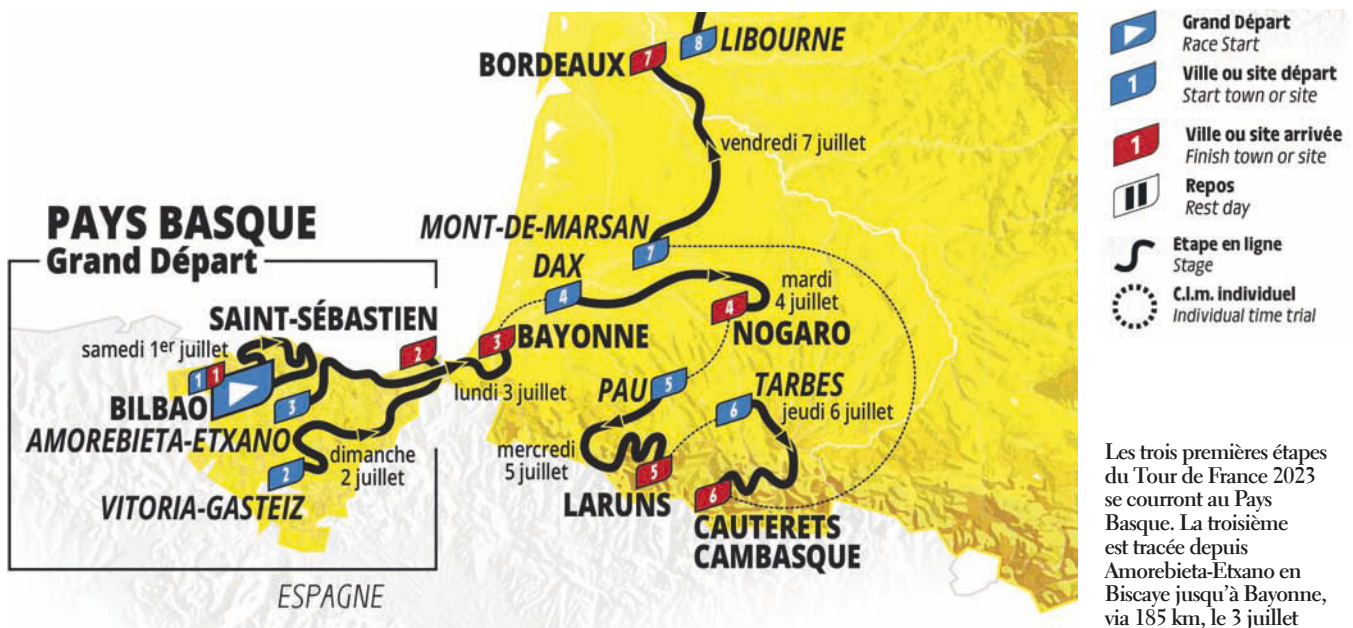 8
LIBOURNE
BORDEAUX
7
vendredi 7 juillet
PAYS BASQUE
Grand Départ
MONT-DE-MARSAN
7
DAX
4
mardi
4 juillet
4
NOGARO
SAINT-SÉBASTIEN
2
3
BAYONNE
samedi 1er juillet
1
1
BILBAO
3
AMOREBIETA-ETXANO
lundi 3 juillet
PAU
5
TARBES
6
jeudi 6 juillet
dimanche
2 juillet
2
VITORIA-GASTEIZ
mercredi
5 juillet
5
LARUNS
6
CAUTERETS
CAMBASQUE
ESPAGNE
Grand Départ
Race Start
1
Ville ou site départ
Start town or site
1
Ville ou site arrivée
Finish town or site
Repos
Rest day
Étape en ligne
Stage
C.l.m. individuel
Individual time trial
Les trois premières étapes
du Tour de France 2023
se courront au Pays
Basque. La troisième
est tracée depuis
Amorebieta-Etxano en
Biscaye jusqu'à Bayonne,
via 185 km, le 3 juillet